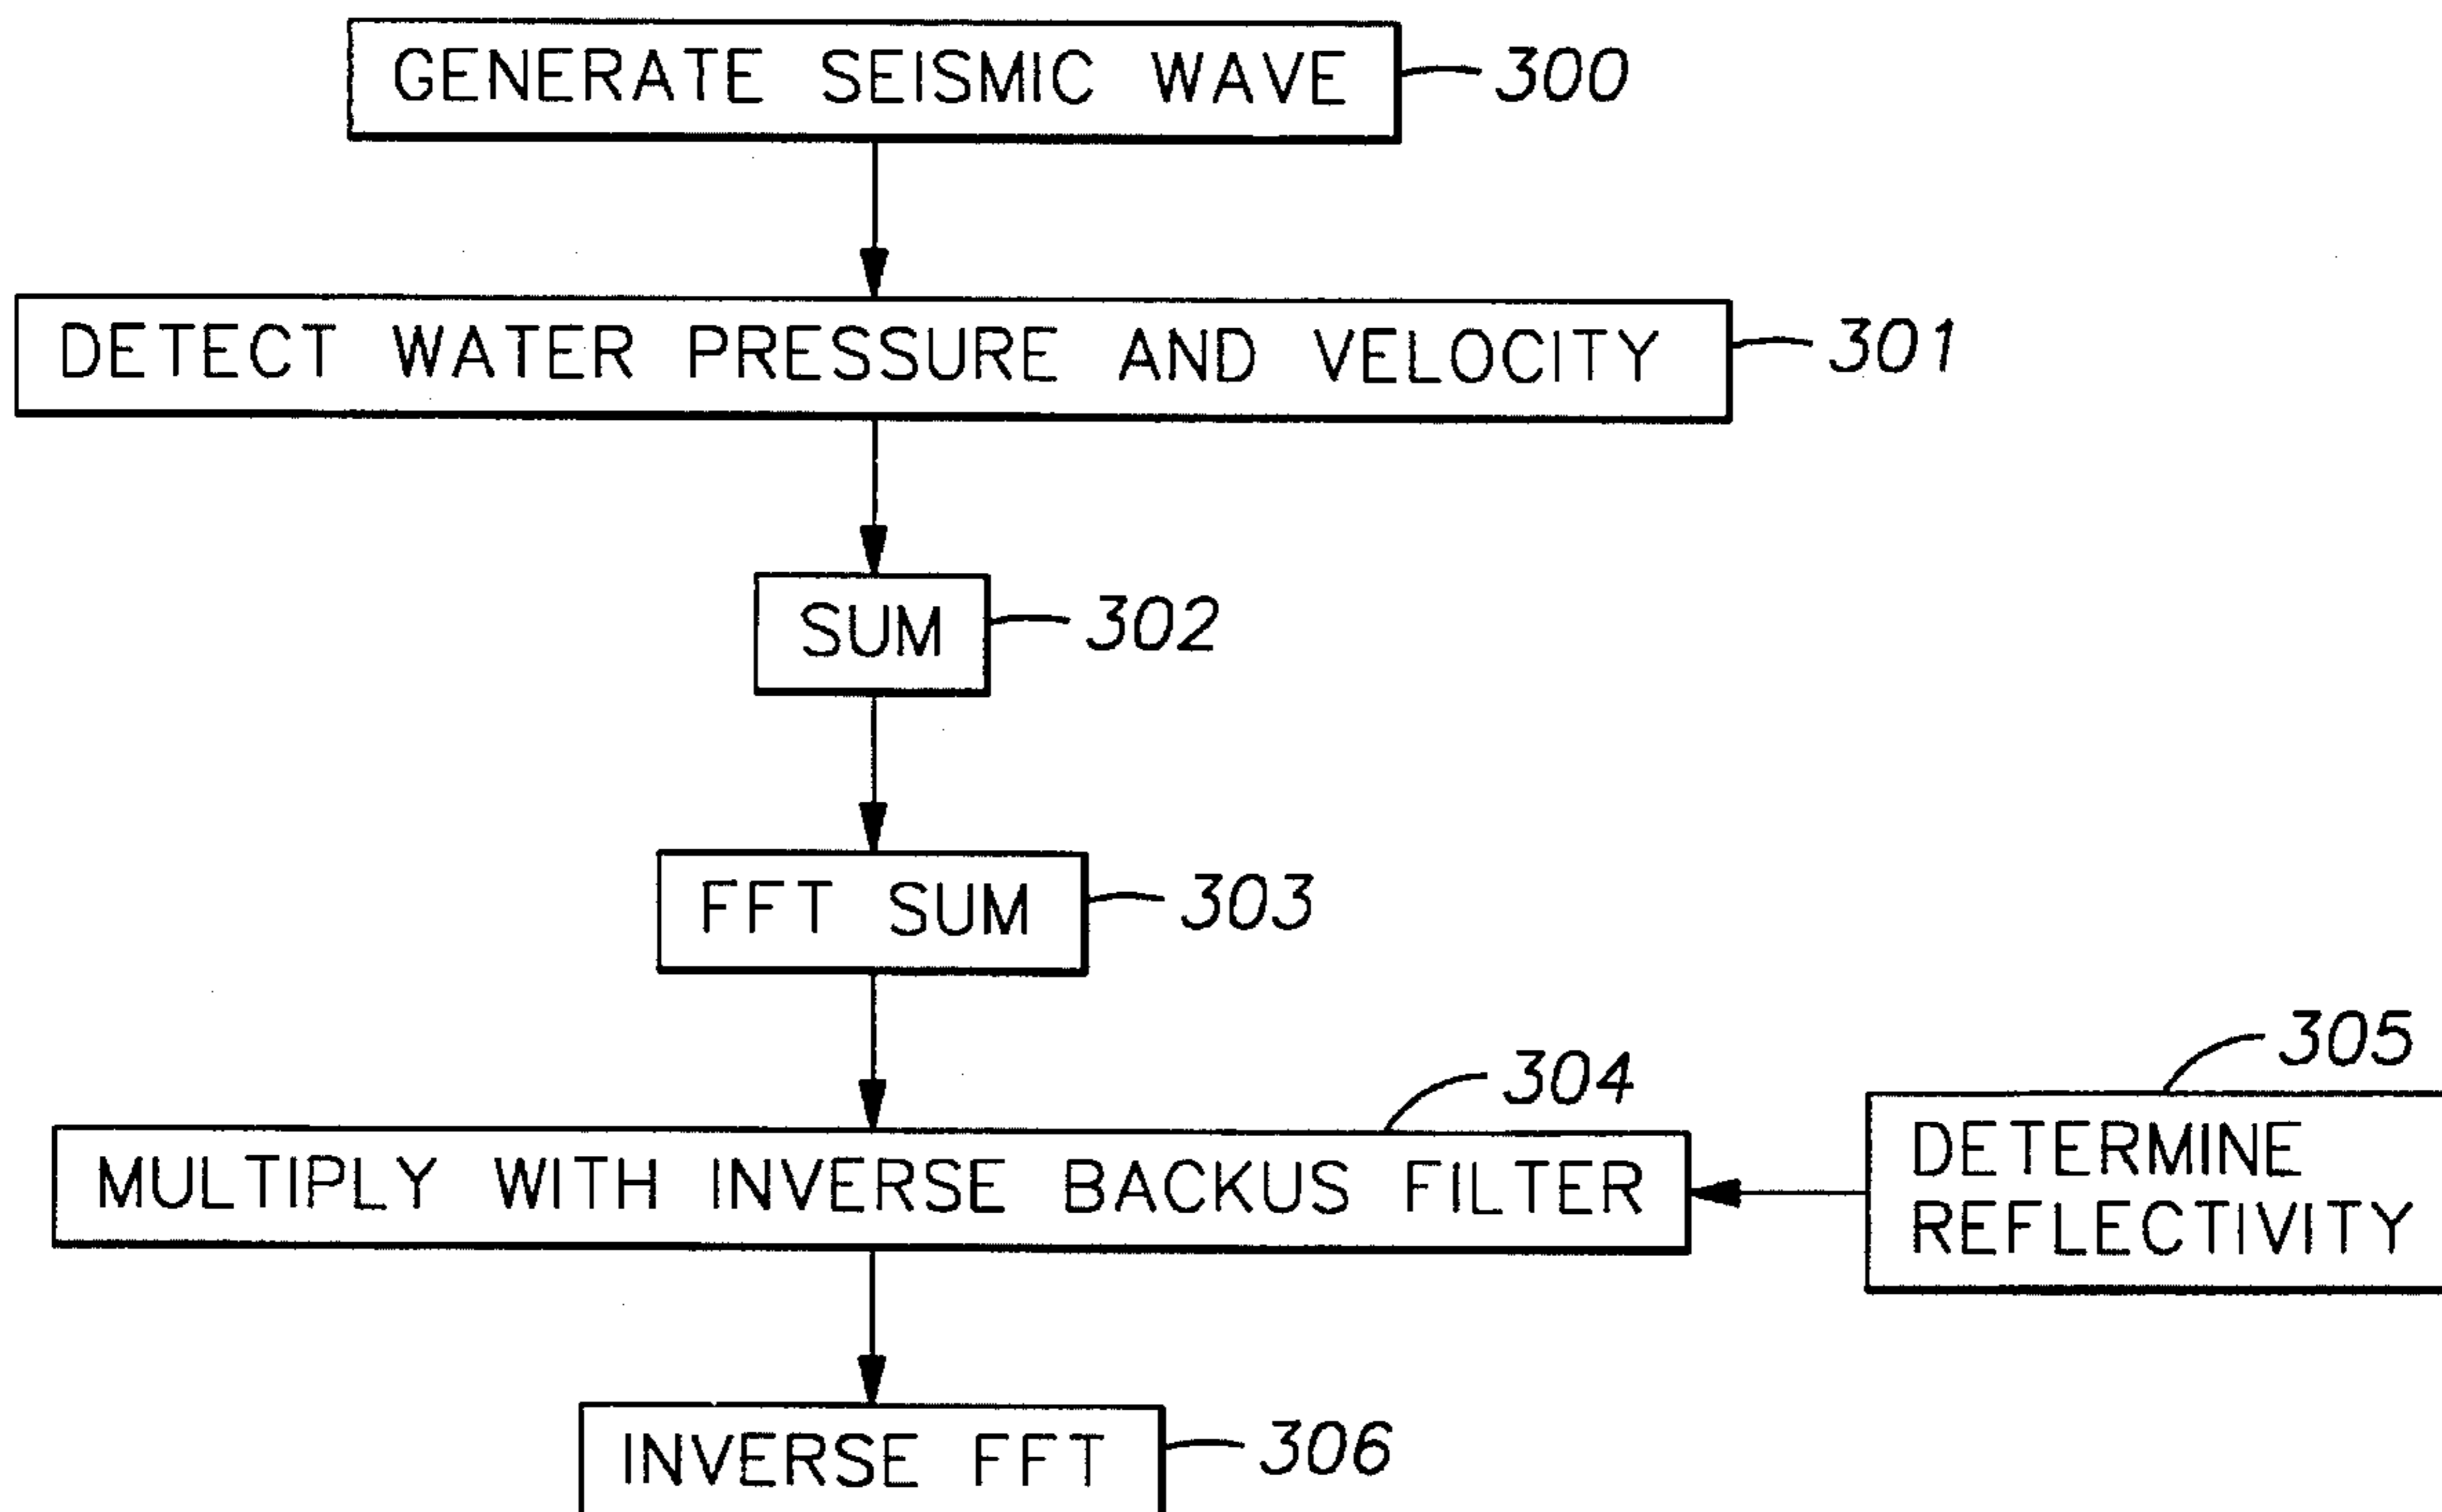 GENERATE SEISMIC WAVE 300
DETECT WATER PRESSURE AND VELOCITY 301
SUM 302
FFT SUM 303
304
305
MULTIPLY WITH INVERSE BACKUS FILTER
DETERMINE
REFLECTIVITY
INVERSE FFT 306